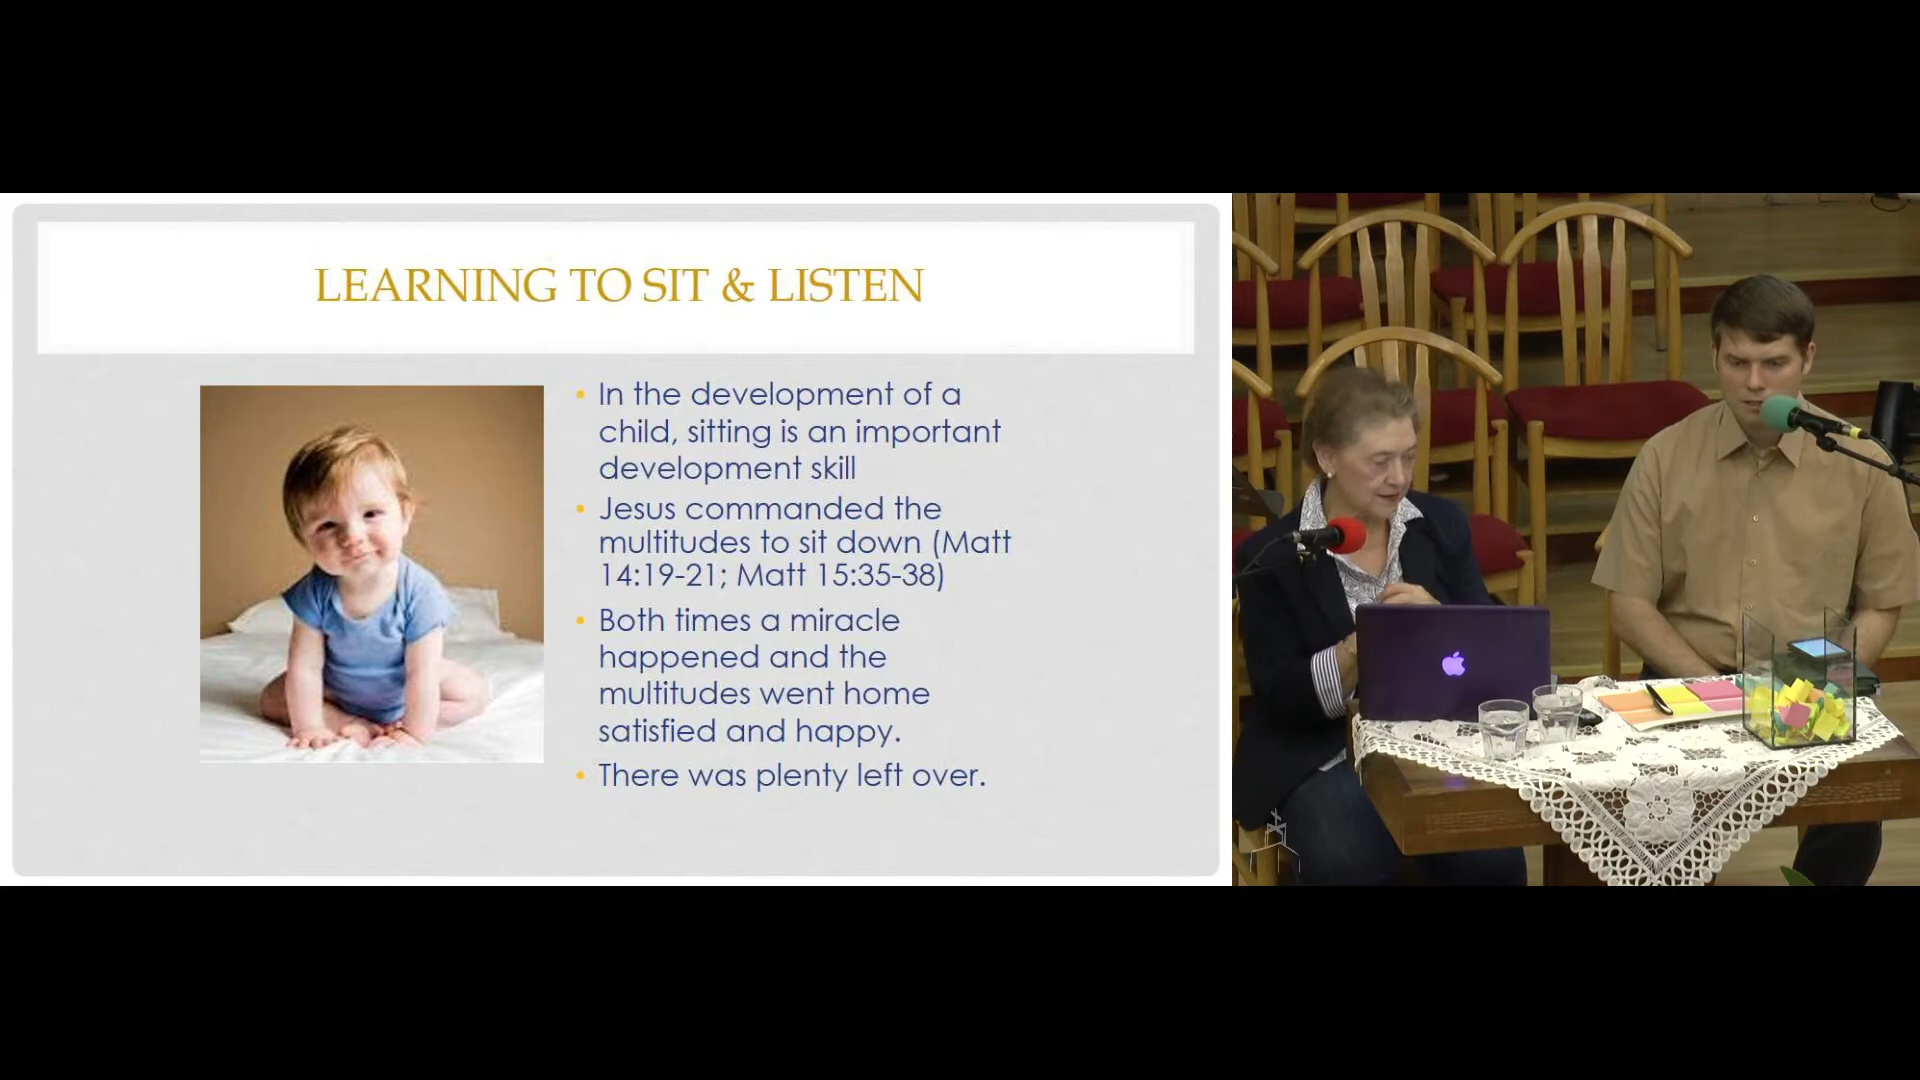 LEARNING TO SIT & LISTEN
• In the development of a
child, sitting is an important
development skill
• Jesus commanded the
multitudes to sit down (Matt
14:19-21; Matt 15:35-38)
• Both times a miracle
happened and the
multitudes went home
satisfied and happy.
• There was plenty left over.